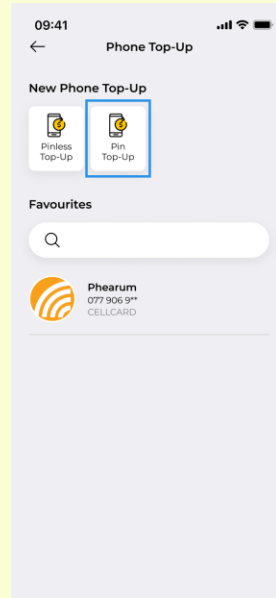 09:41
Phone Top-Up
New Phone Top-Up
Pinless
Top-Up
Pin
Top-Up
Favourites
Phearum
077 906 9**
CELLCARD